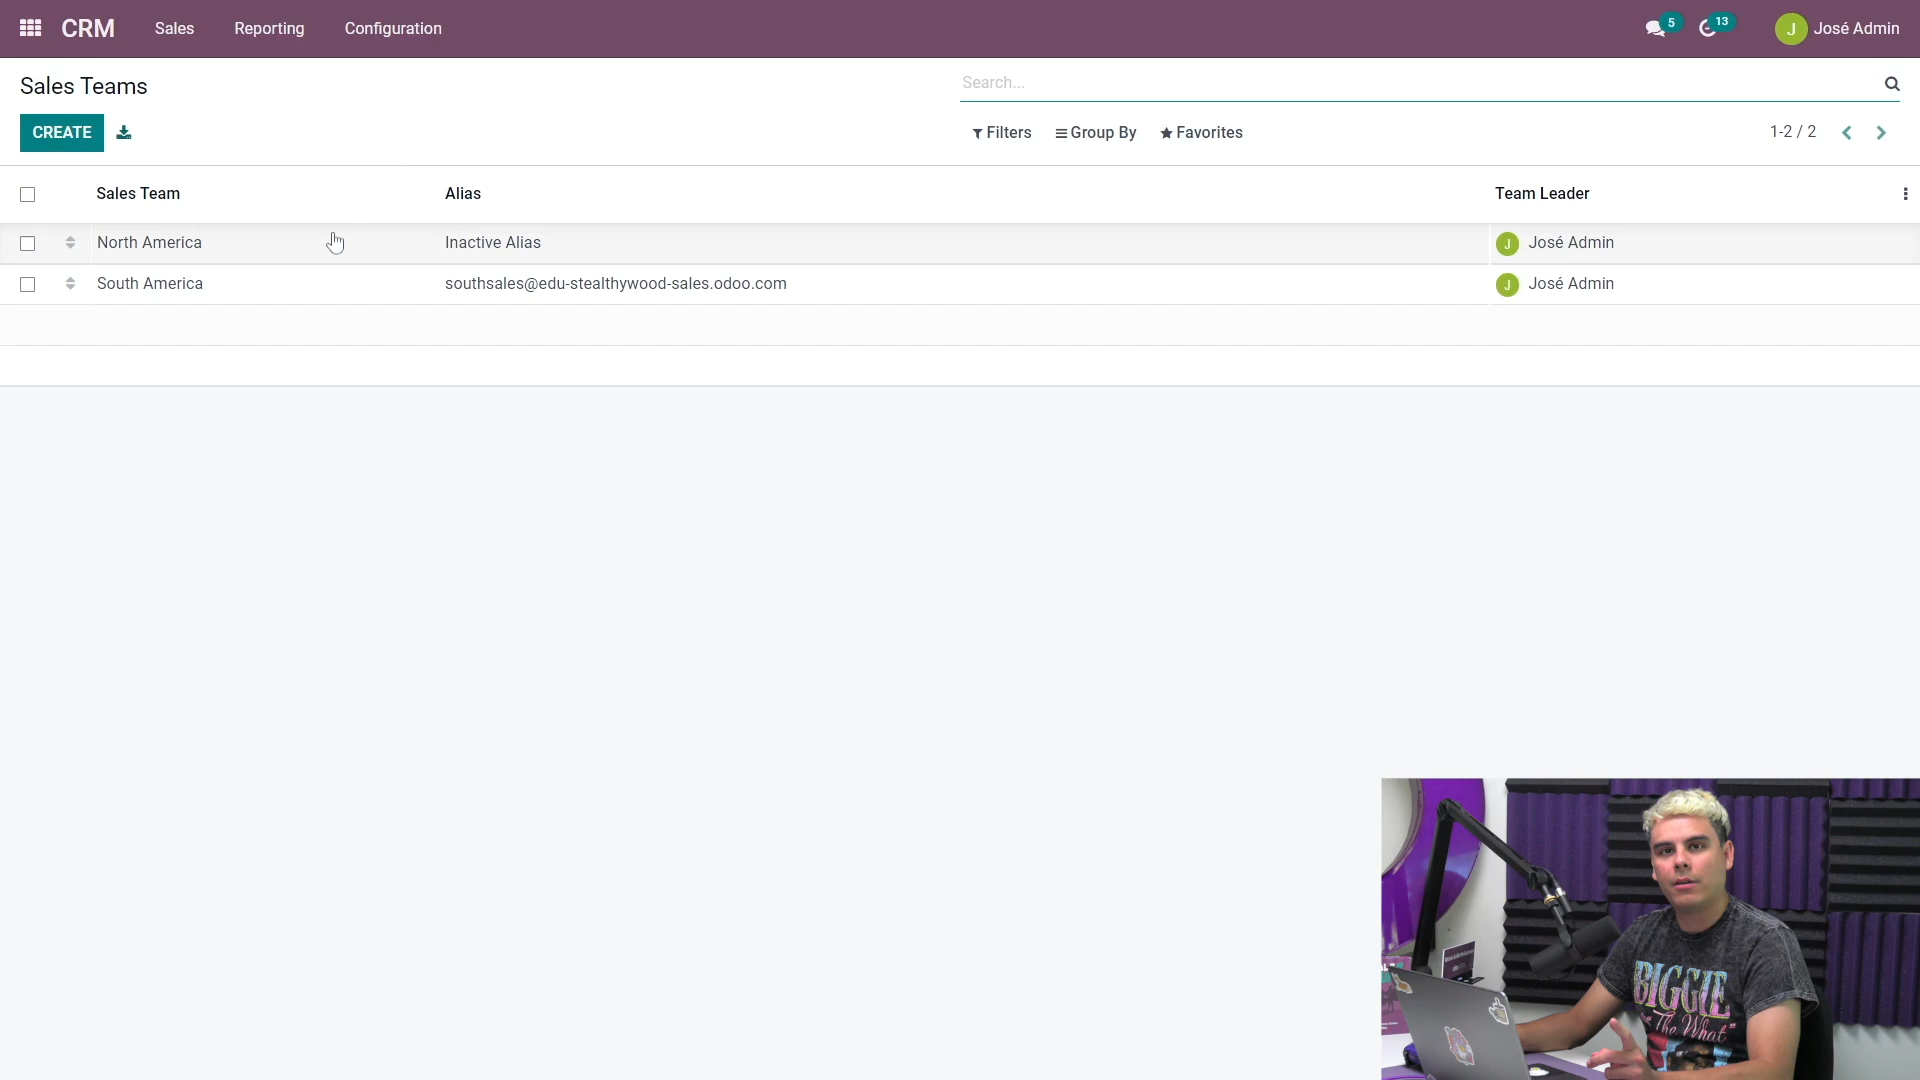 CRM Sales Reporting Configuration 5 13 J José Admin
Sales Teams
Search...
CREATE
Filters Group By Favorites 1-2 / 2
Sales Team Alias Team Leader
North America Inactive Alias J José Admin
South America southsales@edu-stealthywood-sales.odoo.com J José Admin
BIGGIE
The What"